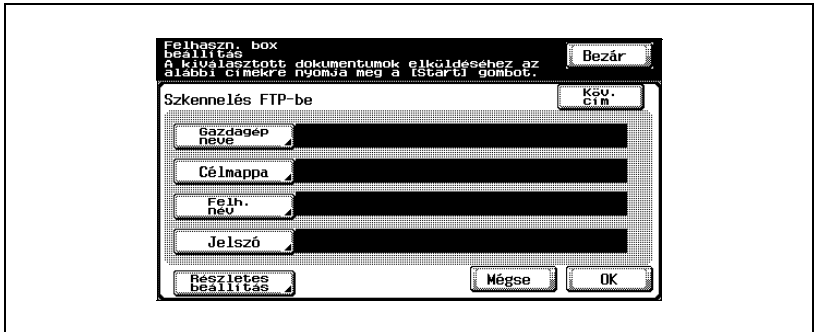 Felhaszn. box
beállítás
A kiválasztott dokumentumok elküldéséhez az
alábbi címekre nyomja meg a [Start] gombot.
Bezár
Szkennelés FTP-be
Köv.
cím
Gazdagép
neve
Célmappa
Felh.
név
Jelszó
Részletes
beállítás
Mégse
OK